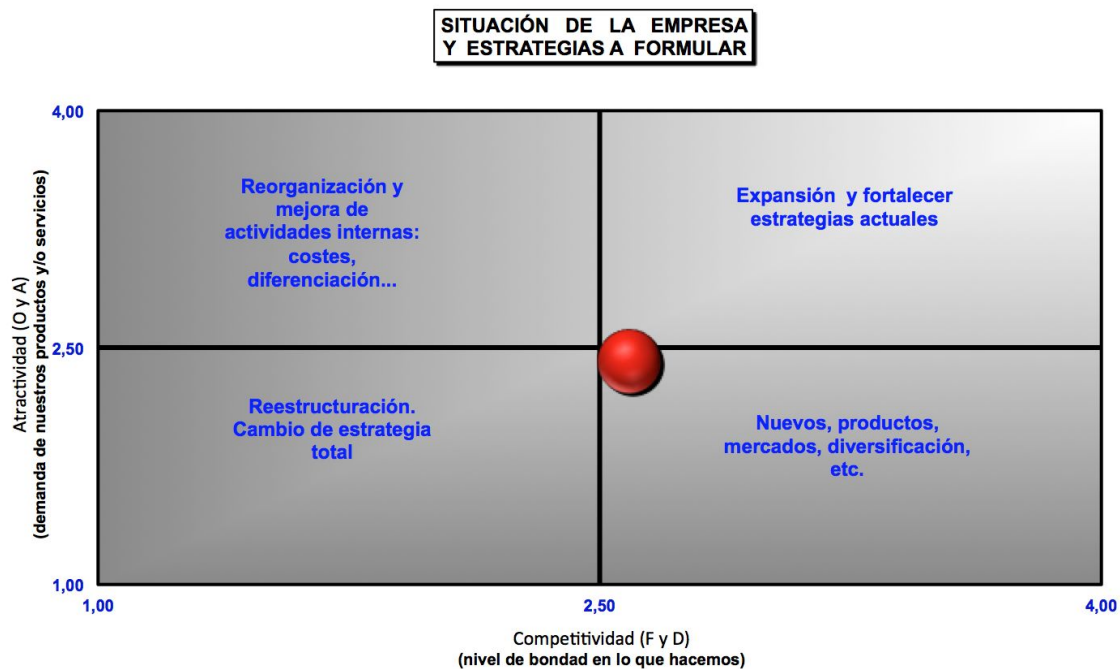 SITUACIÓN DE LA EMPRESA
Y ESTRATEGIAS A FORMULAR
4,00
Reorganización y
mejora de
actividades internas:
costes,
diferenciación...
Expansión y fortalecer
estrategias actuales
Atractividad (O y A)
(demanda de nuestros productos y/o servicios)
2,50
Reestructuración.
Cambio de estrategia
total
Nuevos, productos,
mercados, diversificación,
etc.
1,00
1,00
2,50
4,00
Competitividad (F y D)
(nivel de bondad en lo que hacemos)